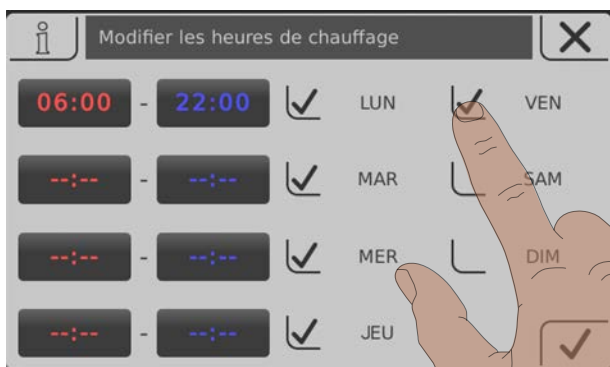 Modifier les heures de chauffage
06:00 - 22:00 LUN VEN
--:-- - --:-- MAR SAM
--:-- - --:-- MER DIM
--:-- - --:-- JEU